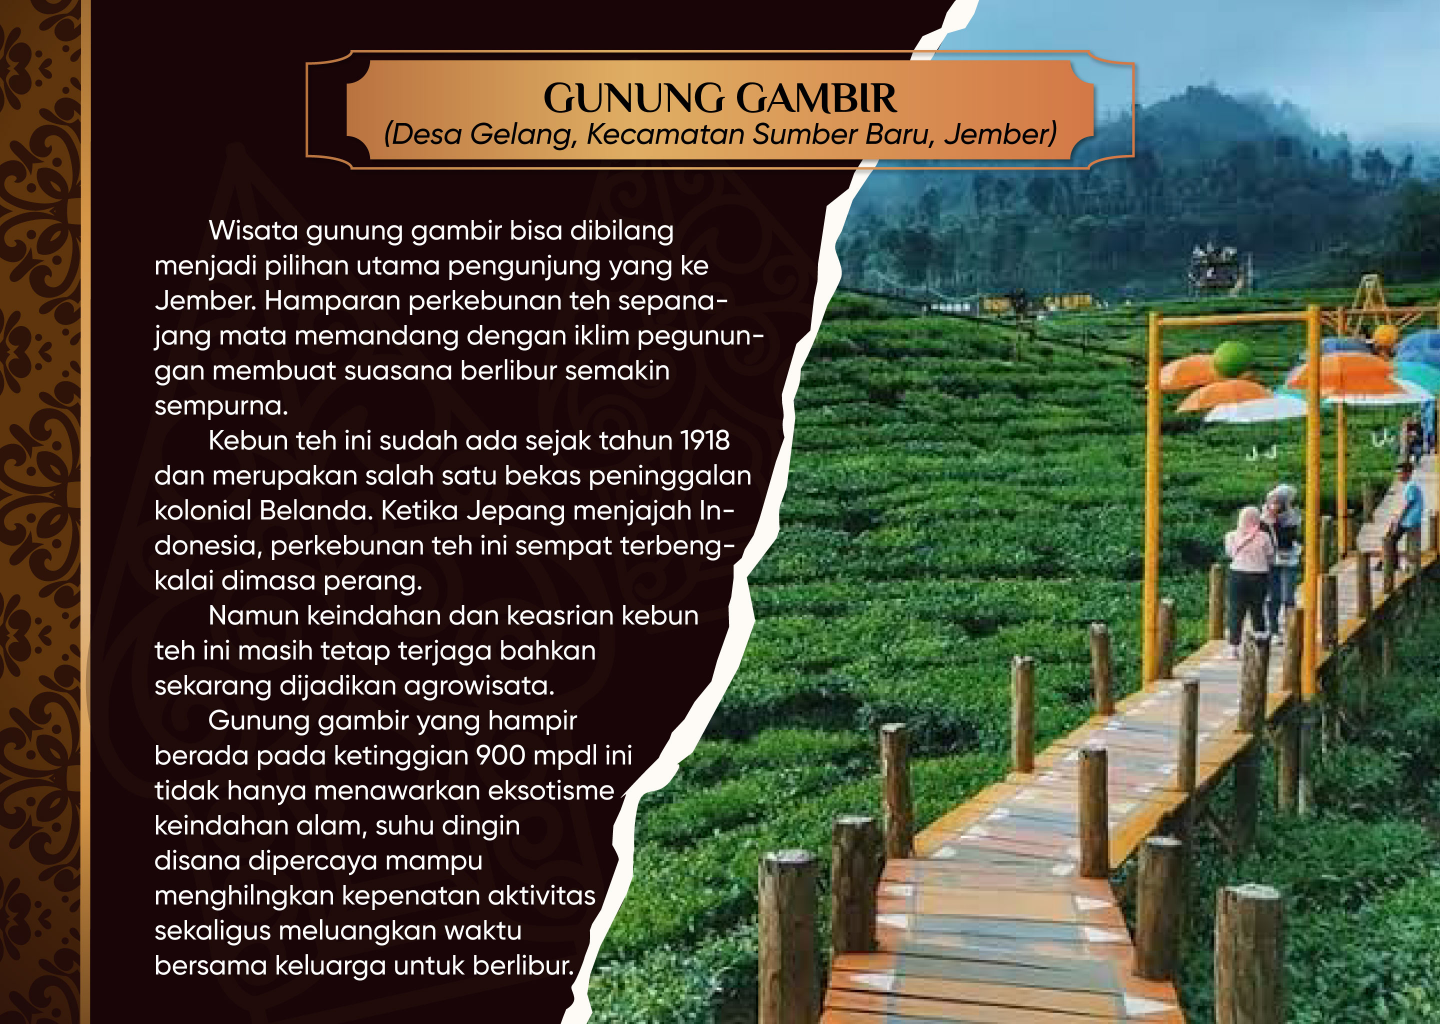 GUNUNG GAMBIR
(Desa Gelang, Kecamatan Sumber Baru, Jember)
Wisata gunung gambir bisa dibilang
menjadi pilihan utama pengunjung yang ke
Jember. Hamparan perkebunan teh sepana-
jang mata memandang dengan iklim pegunun-
gan membuat suasana berlibur semakin
sempurna.
Kebun teh ini sudah ada sejak tahun 1918
dan merupakan salah satu bekas peninggalan
kolonial Belanda. Ketika Jepang menjajah In-
donesia, perkebunan teh ini sempat terbeng-
kalai dimasa perang.
Namun keindahan dan keasrian kebun
teh ini masih tetap terjaga bahkan
sekarang dijadikan agrowisata.
Gunung gambir yang hampir
berada pada ketinggian 900 mpdl ini
tidak hanya menawarkan eksotisme
keindahan alam, suhu dingin
disana dipercaya mampu
menghilngkan kepenatan aktivitas
sekaligus meluangkan waktu
bersama keluarga untuk berlibur.